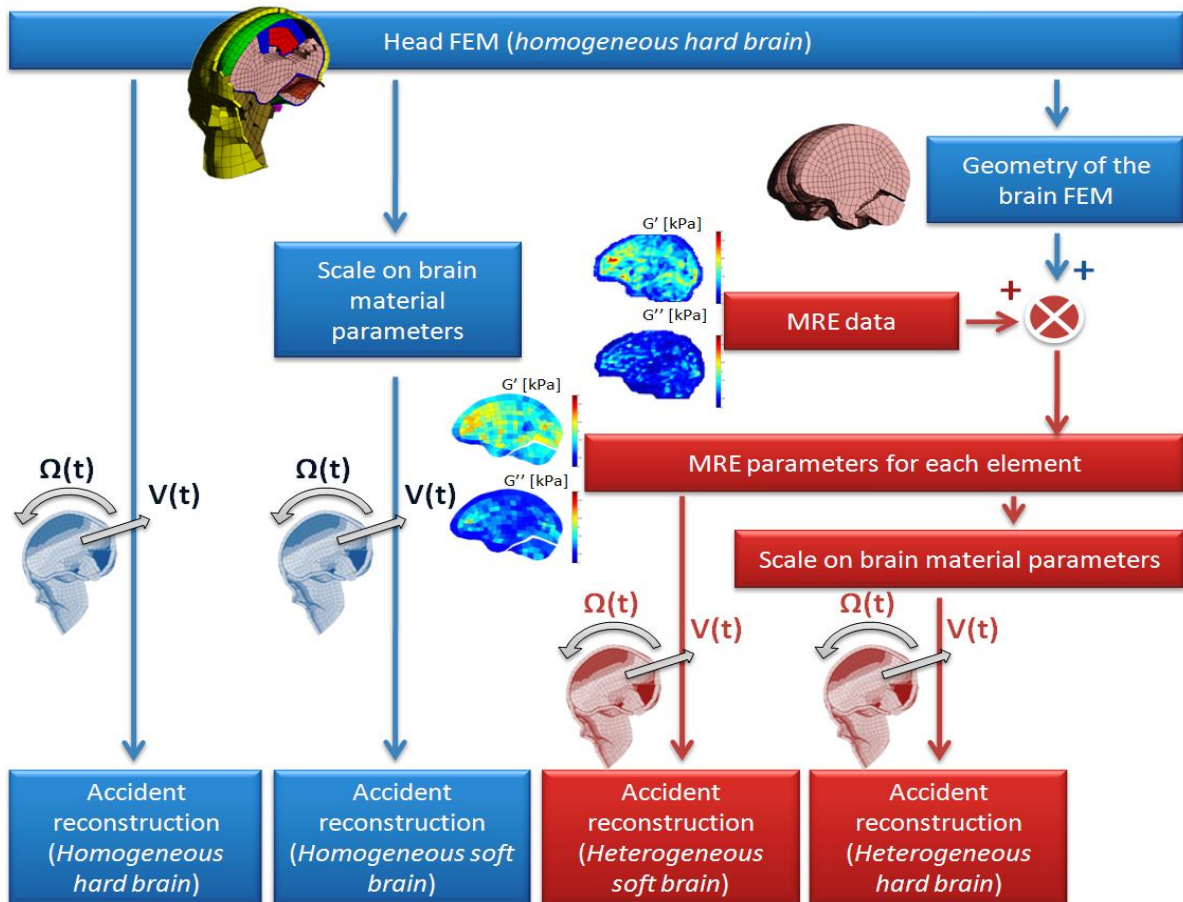 Head FEM (homogeneous hard brain)
Geometry of the
brain FEM
Scale on brain
material
parameters
G' [kPa]
G'' [kPa]
+
+
MRE data
G' [kPa]
G'' [kPa]
MRE parameters for each element
Scale on brain material parameters
Ω(t)
V(t)
Ω(t)
V(t)
Ω(t)
V(t)
Ω(t)
V(t)
Accident
reconstruction
(Homogeneous
hard brain)
Accident
reconstruction
(Homogeneous soft
brain)
Accident
reconstruction
(Heterogeneous
soft brain)
Accident
reconstruction
(Heterogeneous
hard brain)